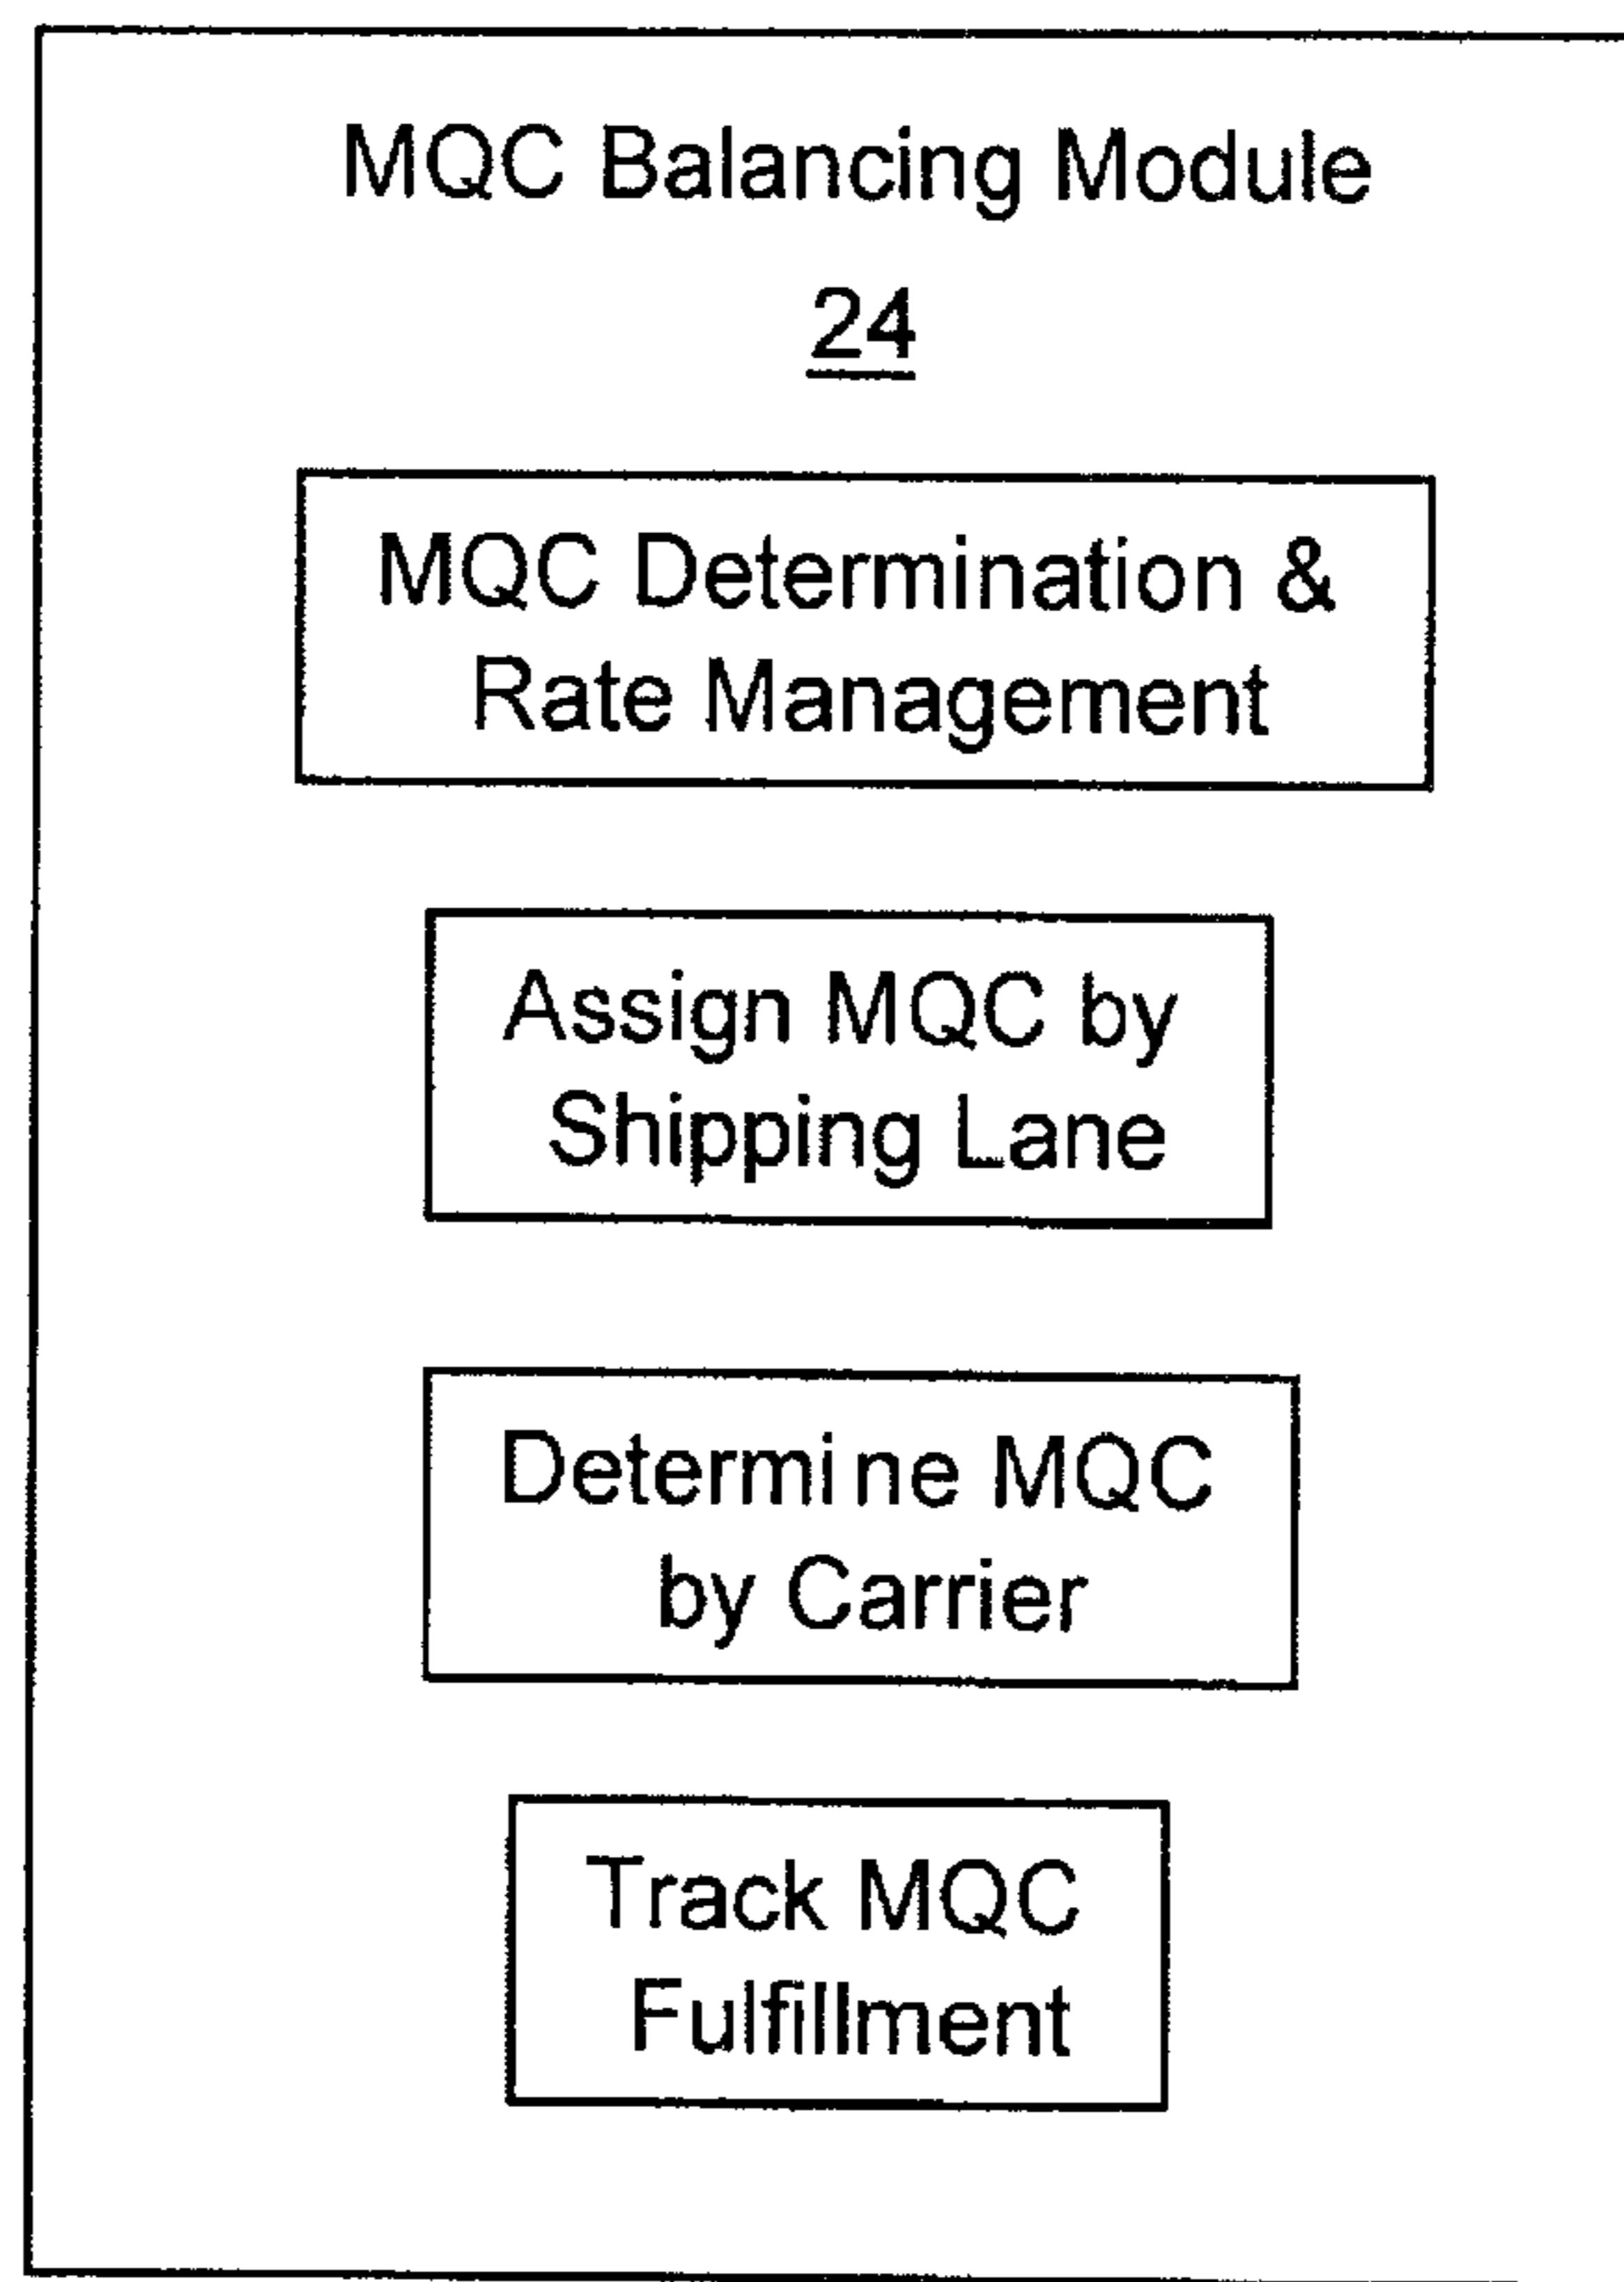 MQC Balancing Module
24
MQC Determination &
Rate Management
Assign MQC by
Shipping Lane
Determine MQC
by Carrier
Track MQC
Fulfillment